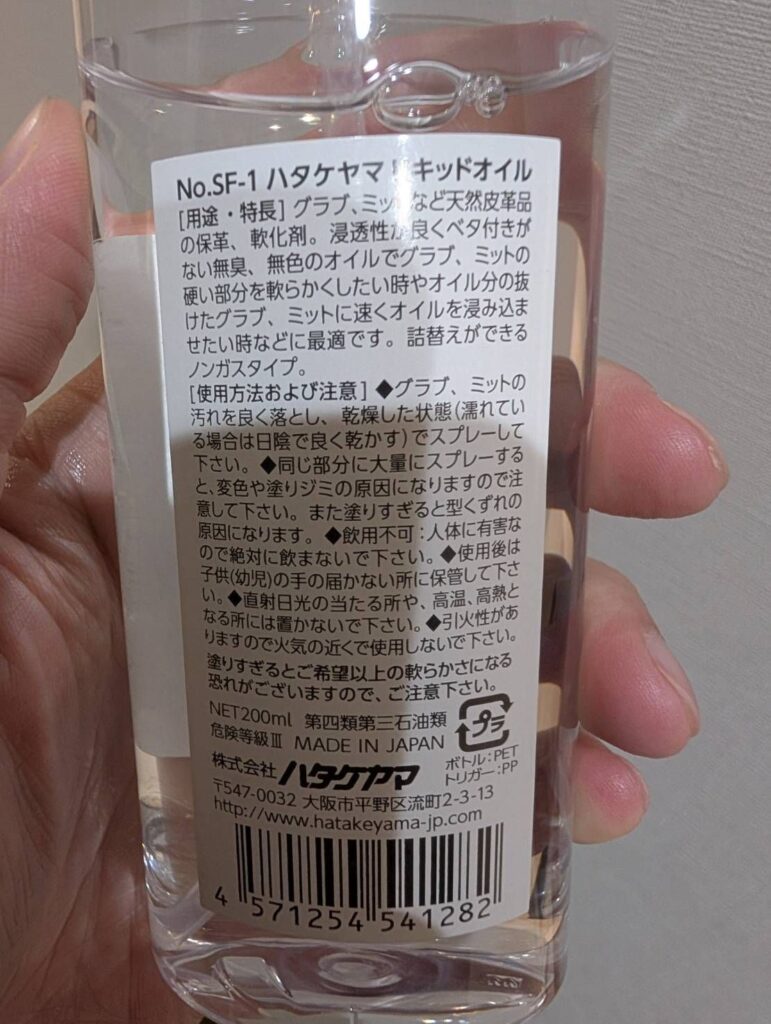 No.SF-1 ハタケヤマ キッドオイル
[用途・特長] グラブ、ミットなど天然皮革品
の保革、軟化剤。浸透性が良くベタ付きが
ない無臭、無色のオイルでグラブ、ミットの
硬い部分を軟らかくしたい時やオイル分の抜
けたグラブ、ミットに速くオイルを浸み込ま
せたい時などに最適です。詰替えができる
ノンガスタイプ。
[使用方法および注意] ◆グラブ、ミットの
汚れを良く落とし、乾燥した状態(濡れてい
る場合は日陰で良く乾かす)でスプレーして
下さい。◆同じ部分に大量にスプレーする
と、変色や塗りジミの原因になりますので注
意して下さい。また塗りすぎると型くずれの
原因になります。◆飲用不可:人体に有害な
ので絶対に飲まないで下さい。◆使用後は
子供(幼児)の手の届かない所に保管して下さ
い。◆直射日光の当たる所や、高温、高熱と
なる所には置かないで下さい。◆引火性があ
りますので火気の近くで使用しないで下さい。
塗りすぎるとご希望以上の軟らかさになる
恐れがございますので、ご注意下さい。
NET200ml 第四類第三石油類
危険等級Ⅲ MADE IN JAPAN
プラ
ボトル:PET
トリガー:PP
株式会社 ハタケヤマ
〒547-0032 大阪市平野区流町2-3-13
http://www.hatakeyama-jp.com
4 571254 541282